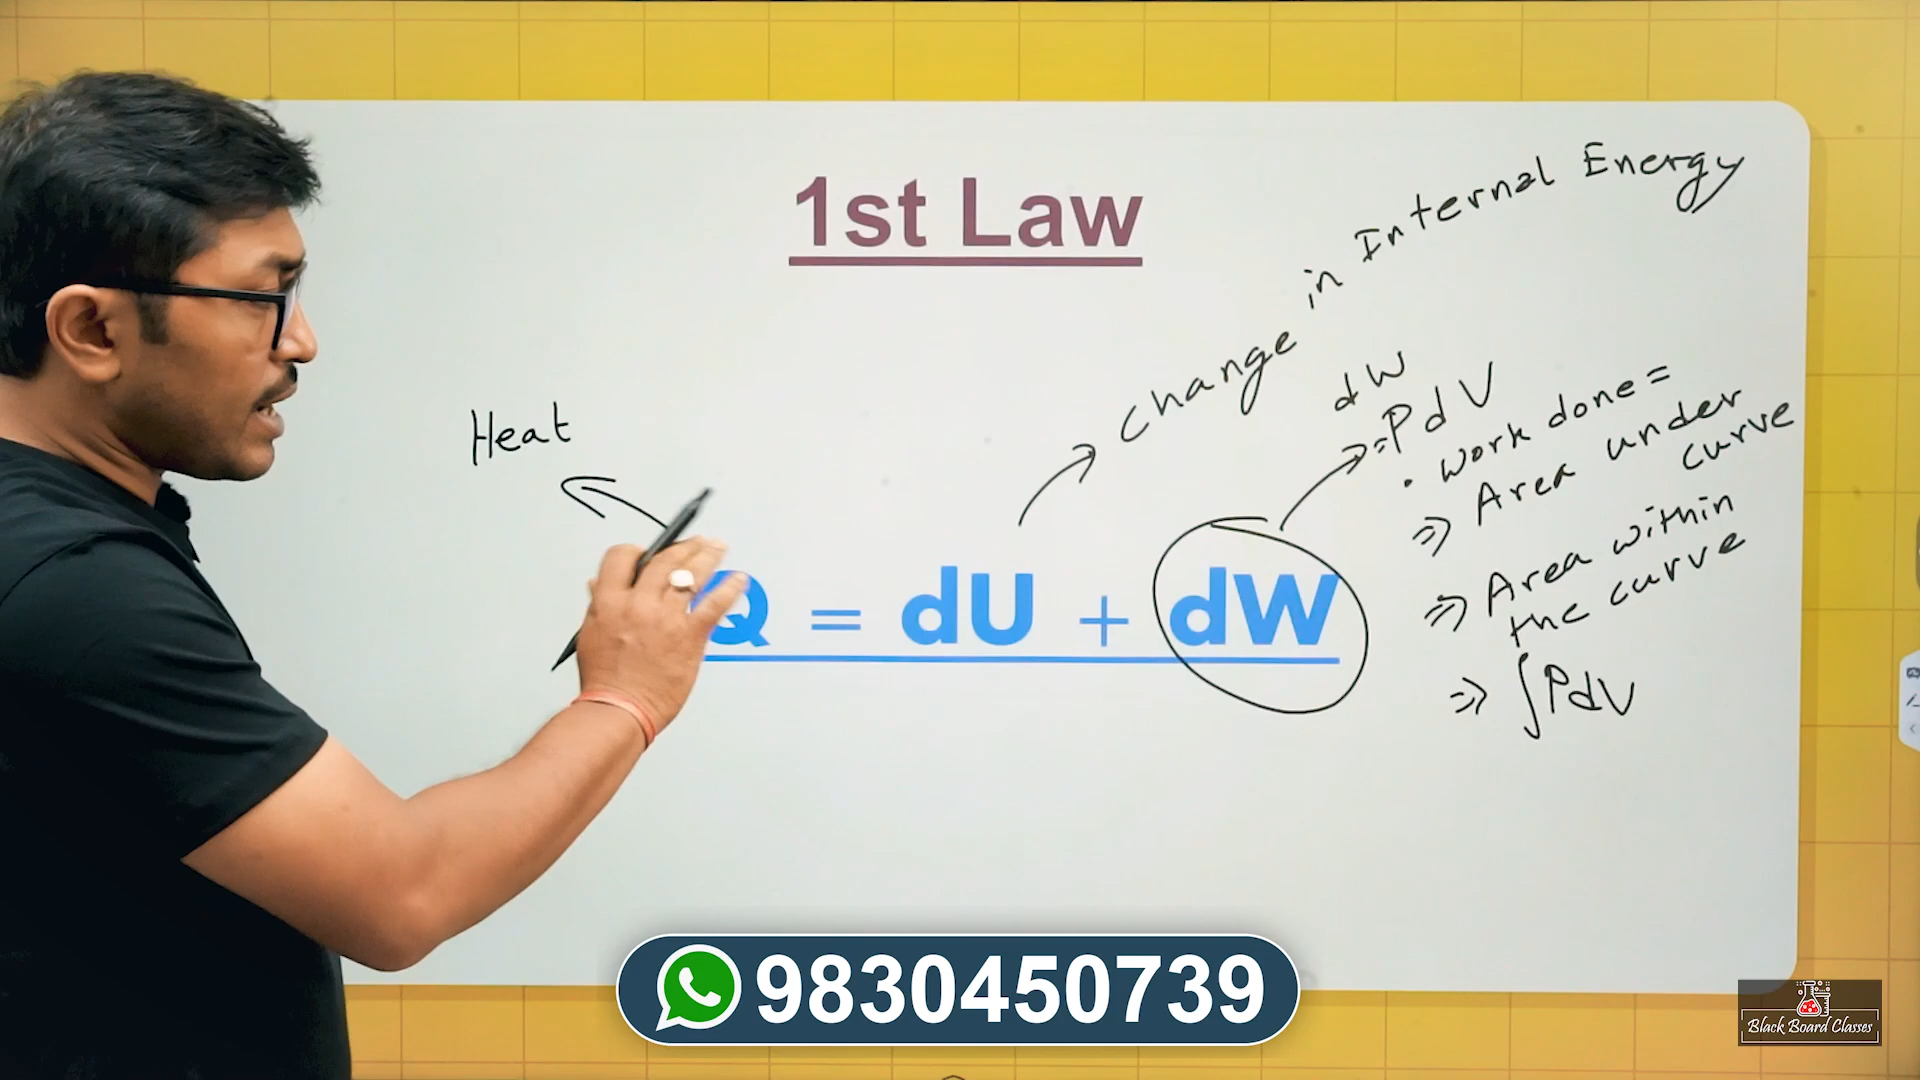 1st Law
Change in Internal Energy
Heat
dW
=PdV
• Work done =
⇒ Area under
curve
⇒ Area within
the curve
⇒ ∫PdV
Q = dU + dW
9830450739
Black Board Classes